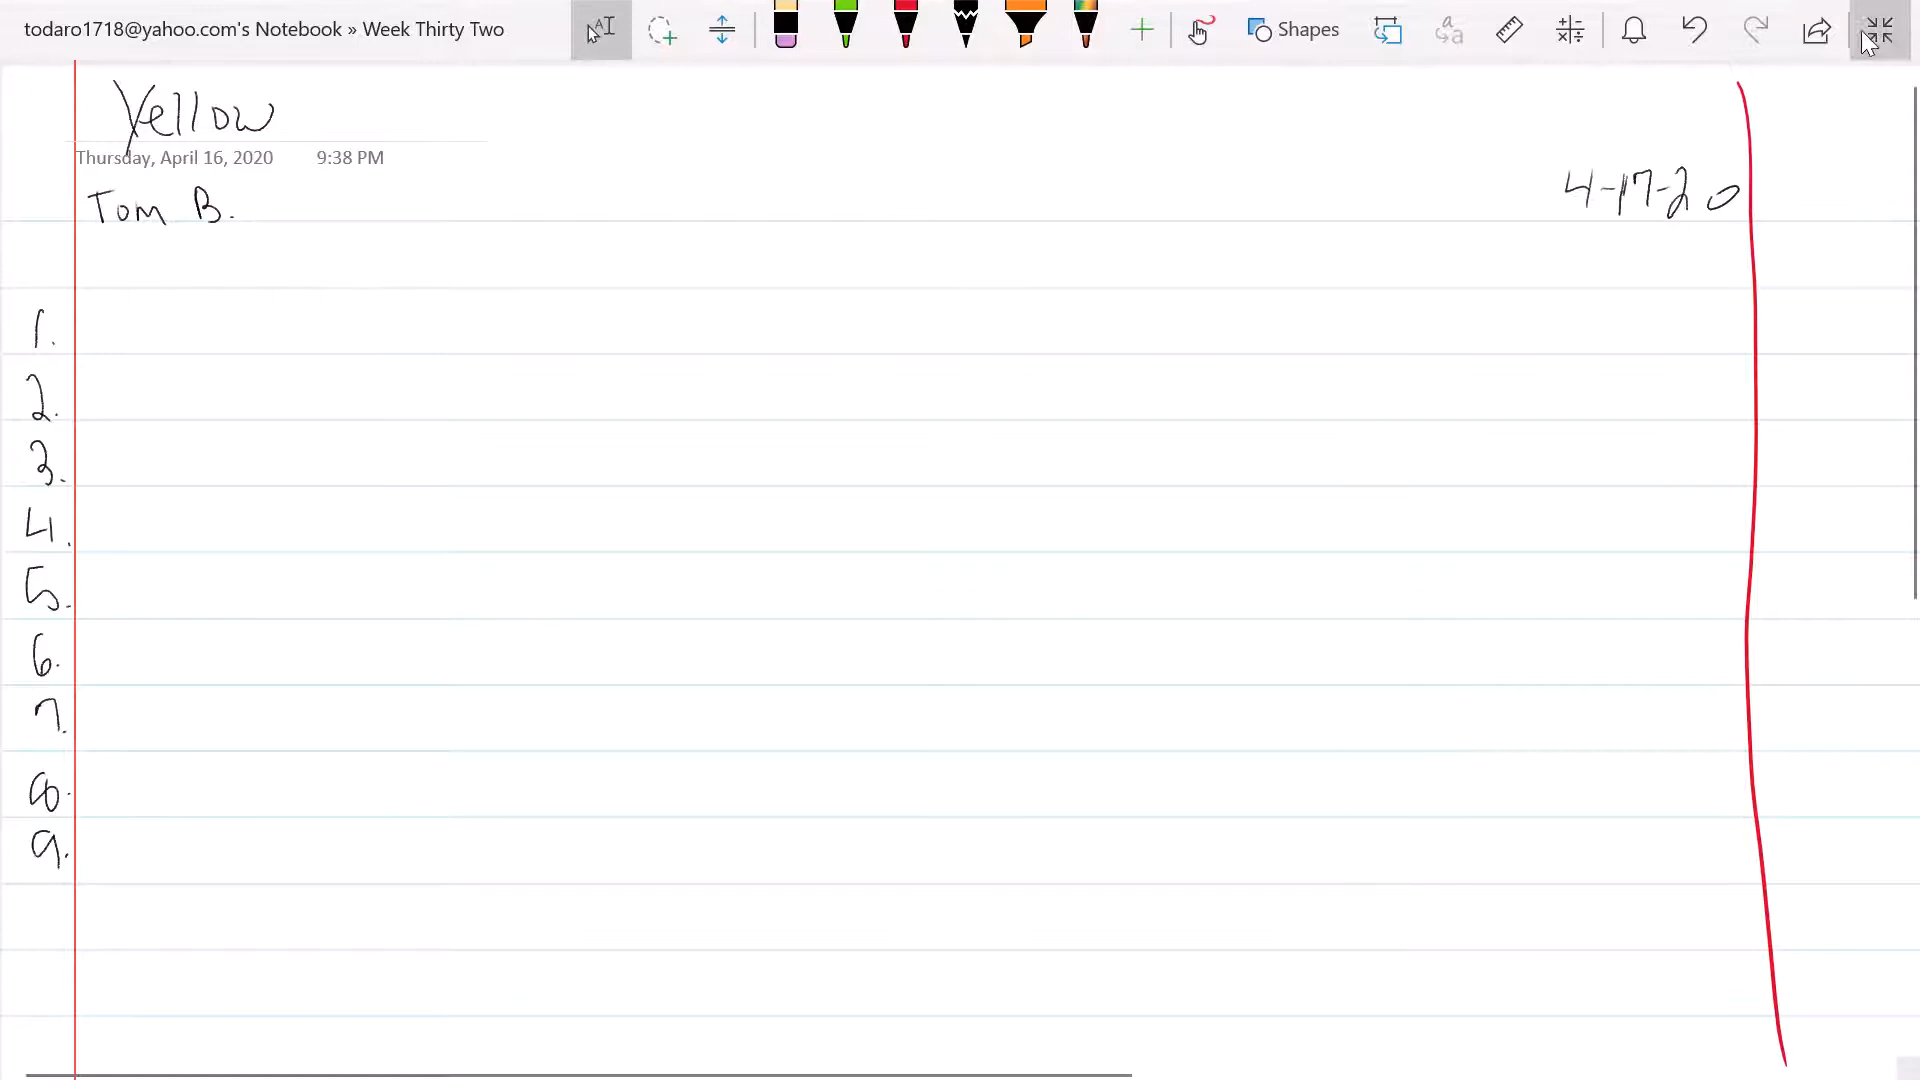 todaro1718@yahoo.com's Notebook » Week Thirty Two
Shapes
Yellow
Thursday, April 16, 2020 9:38 PM
4-17-20
Tom B.
1.
2.
3.
4.
5.
6.
7.
8.
9.